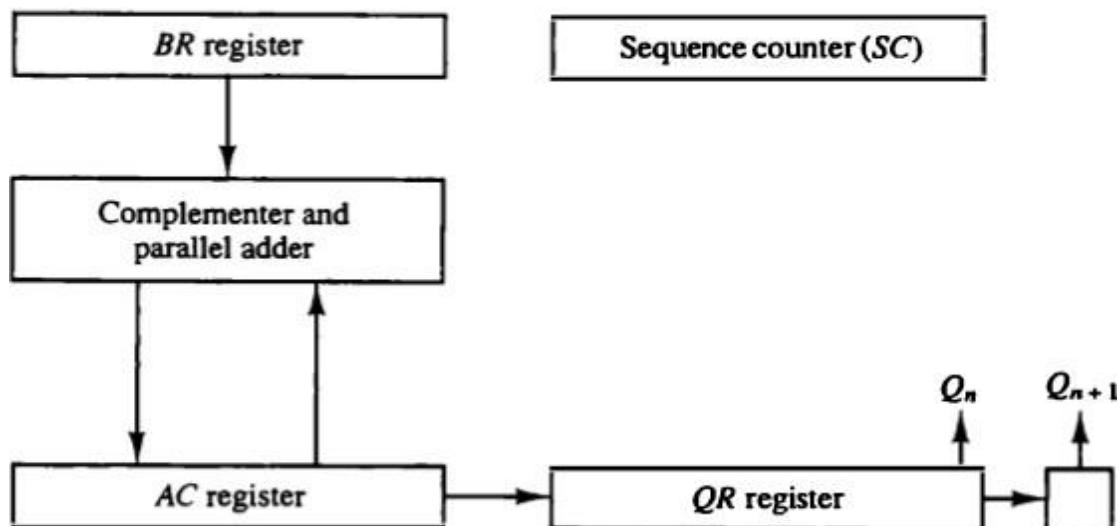 BR register
Sequence counter (SC)
Complementer and
parallel adder
Qn
Qn + 1
AC register
QR register